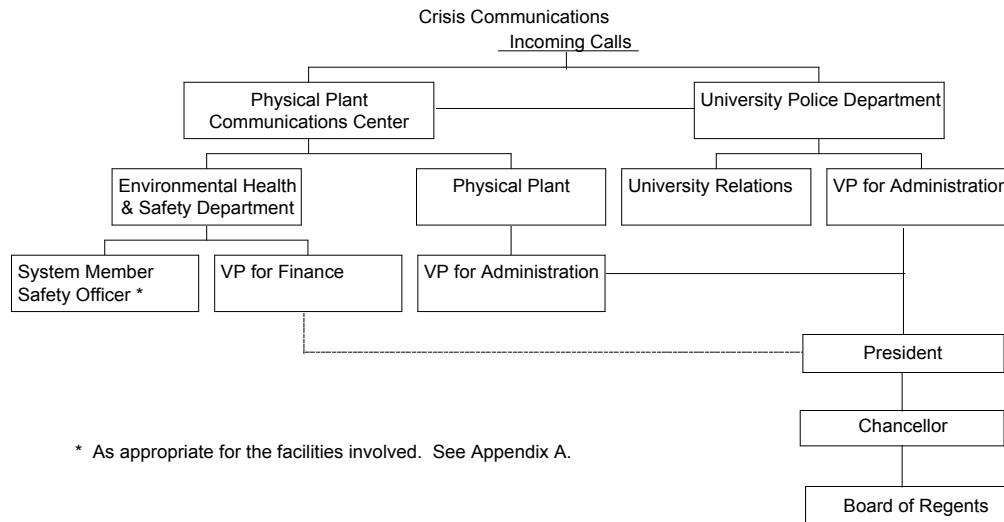 Crisis Communications
Incoming Calls
Physical Plant
Communications Center
University Police Department
Environmental Health
& Safety Department
Physical Plant
University Relations
VP for Administration
System Member
Safety Officer *
VP for Finance
VP for Administration
President
* As appropriate for the facilities involved. See Appendix A.
Chancellor
Board of Regents